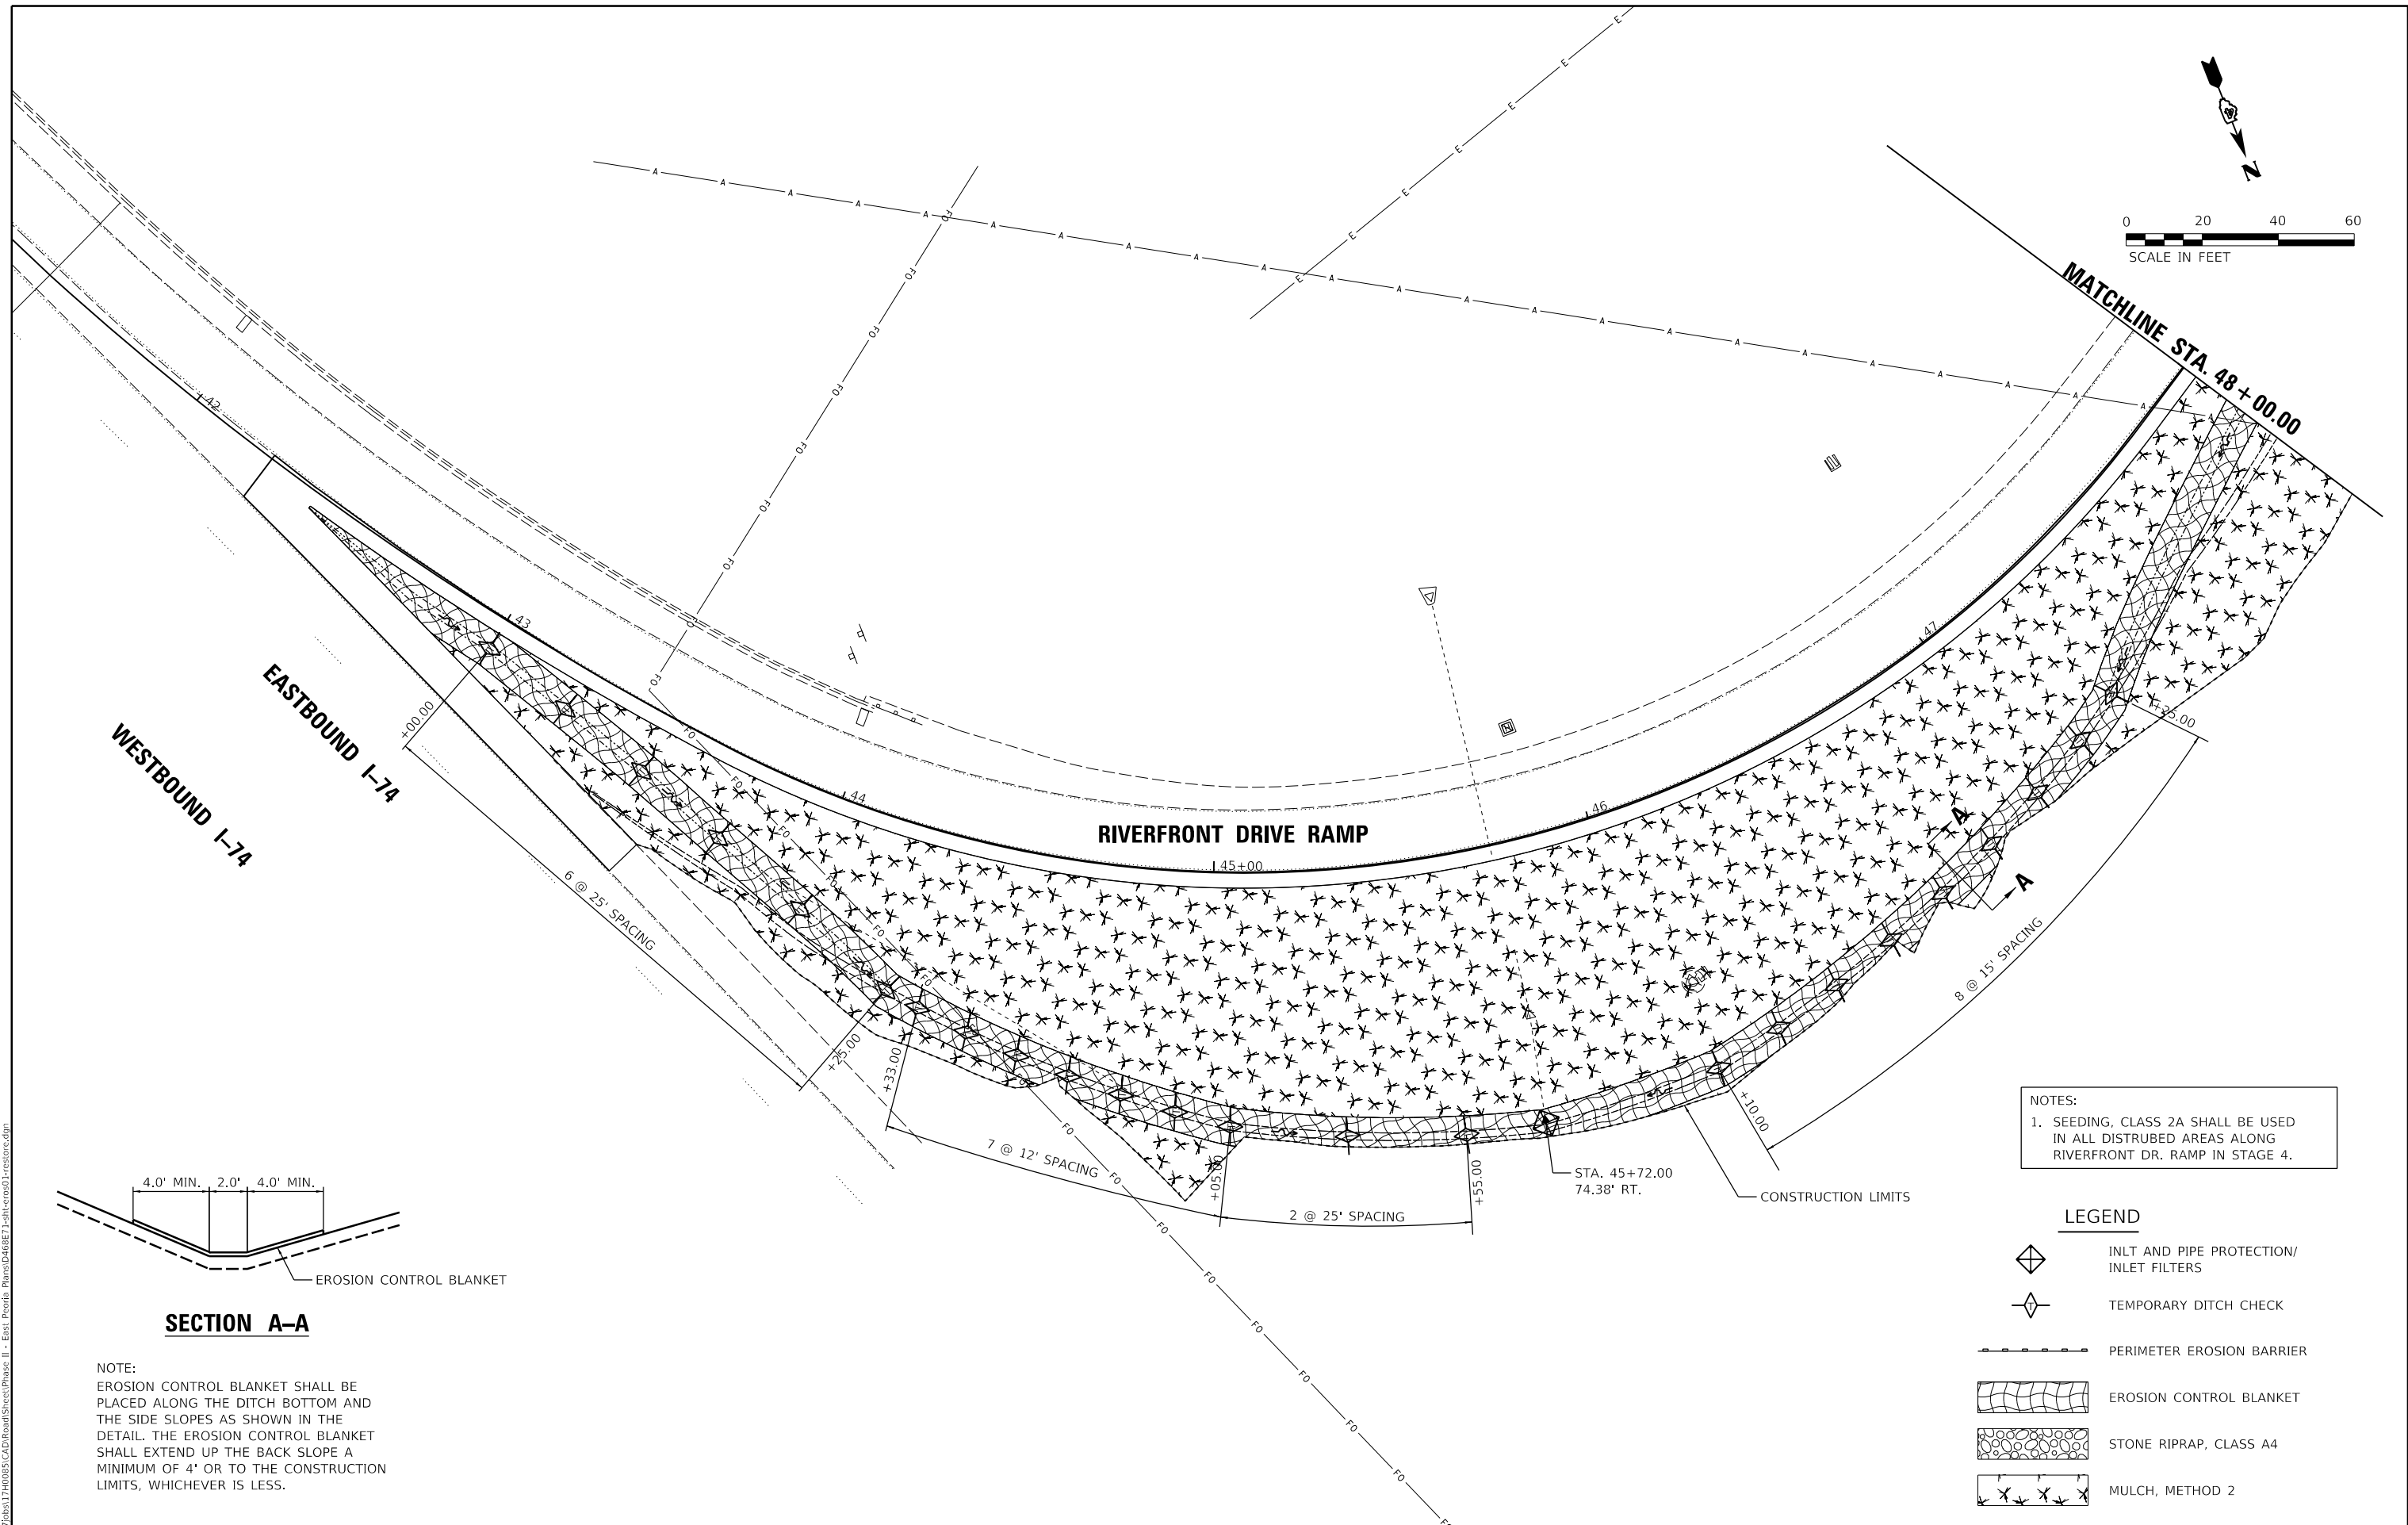 N
0 20 40 60
SCALE IN FEET
MATCHLINE STA. 48+00.00
42
43
44
45+00
46
47
RIVERFRONT DRIVE RAMP
EASTBOUND I-74
WESTBOUND I-74
+00.00
6 @ 25' SPACING
+25.00
+33.00
7 @ 12' SPACING
+05.00
2 @ 25' SPACING
+55.00
STA. 45+72.00
74.38' RT.
CONSTRUCTION LIMITS
+10.00
8 @ 15' SPACING
+25.00
A
A
4.0' MIN. 2.0' 4.0' MIN.
EROSION CONTROL BLANKET
SECTION A-A
NOTE:
EROSION CONTROL BLANKET SHALL BE
PLACED ALONG THE DITCH BOTTOM AND
THE SIDE SLOPES AS SHOWN IN THE
DETAIL. THE EROSION CONTROL BLANKET
SHALL EXTEND UP THE BACK SLOPE A
MINIMUM OF 4' OR TO THE CONSTRUCTION
LIMITS, WHICHEVER IS LESS.
NOTES:
1. SEEDING, CLASS 2A SHALL BE USED
IN ALL DISTRUBED AREAS ALONG
RIVERFRONT DR. RAMP IN STAGE 4.
LEGEND
INLT AND PIPE PROTECTION/
INLET FILTERS
T
TEMPORARY DITCH CHECK
PERIMETER EROSION BARRIER
EROSION CONTROL BLANKET
STONE RIPRAP, CLASS A4
MULCH, METHOD 2